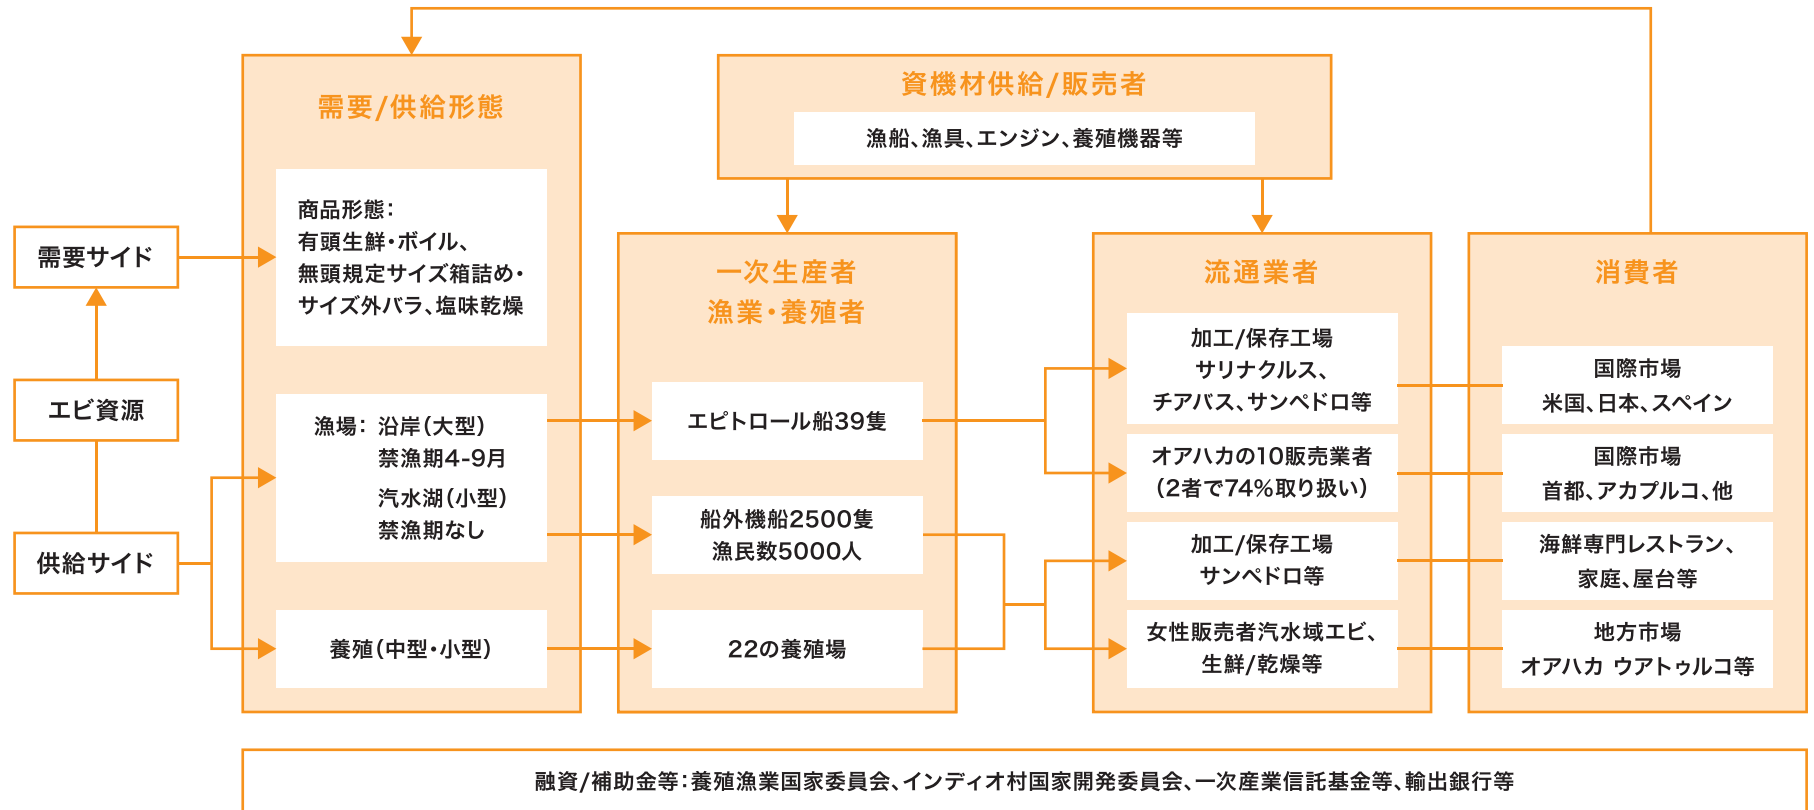 需要サイド
エビ資源
供給サイド
需要/供給形態
商品形態：
有頭生鮮・ボイル、
無頭規定サイズ箱詰め・
サイズ外バラ、塩味乾燥
漁場： 沿岸（大型）
禁漁期4-9月
汽水湖（小型）
禁漁期なし
養殖（中型・小型）
資機材供給/販売者
漁船、漁具、エンジン、養殖機器等
一次生産者
漁業・養殖者
エピトロール船39隻
船外機船2500隻
漁民数5000人
22の養殖場
流通業者
加工/保存工場
サリナクルス、
チアバス、サンペドロ等
オアハカの10販売業者
（2者で74%取り扱い）
加工/保存工場
サンペドロ等
女性販売者汽水域エビ、
生鮮/乾燥等
消費者
国際市場
米国、日本、スペイン
国際市場
首都、アカプルコ、他
海鮮専門レストラン、
家庭、屋台等
地方市場
オアハカ ウアトゥルコ等
融資/補助金等：養殖漁業国家委員会、インディオ村国家開発委員会、一次産業信託基金等、輸出銀行等